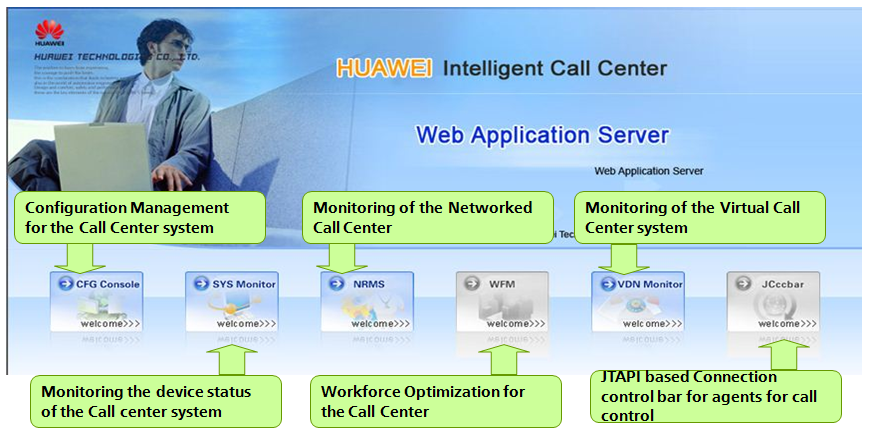 HUAWEI
HUAWEI TECHNOLOGIES CO., LTD.
HUAWEI Intelligent Call Center
Web Application Server
Web Application Server
Configuration Management
for the Call Center system
Monitoring of the Networked
Call Center
Monitoring of the Virtual Call
Center system
CFG Console
welcome>>>
SYS Monitor
welcome>>>
NRMS
welcome>>>
WFM
welcome>>>
VDN Monitor
welcome>>>
JCccbar
welcome>>>
Monitoring the device status
of the Call center system
Workforce Optimization for
the Call Center
JTAPI based Connection
control bar for agents for call
control